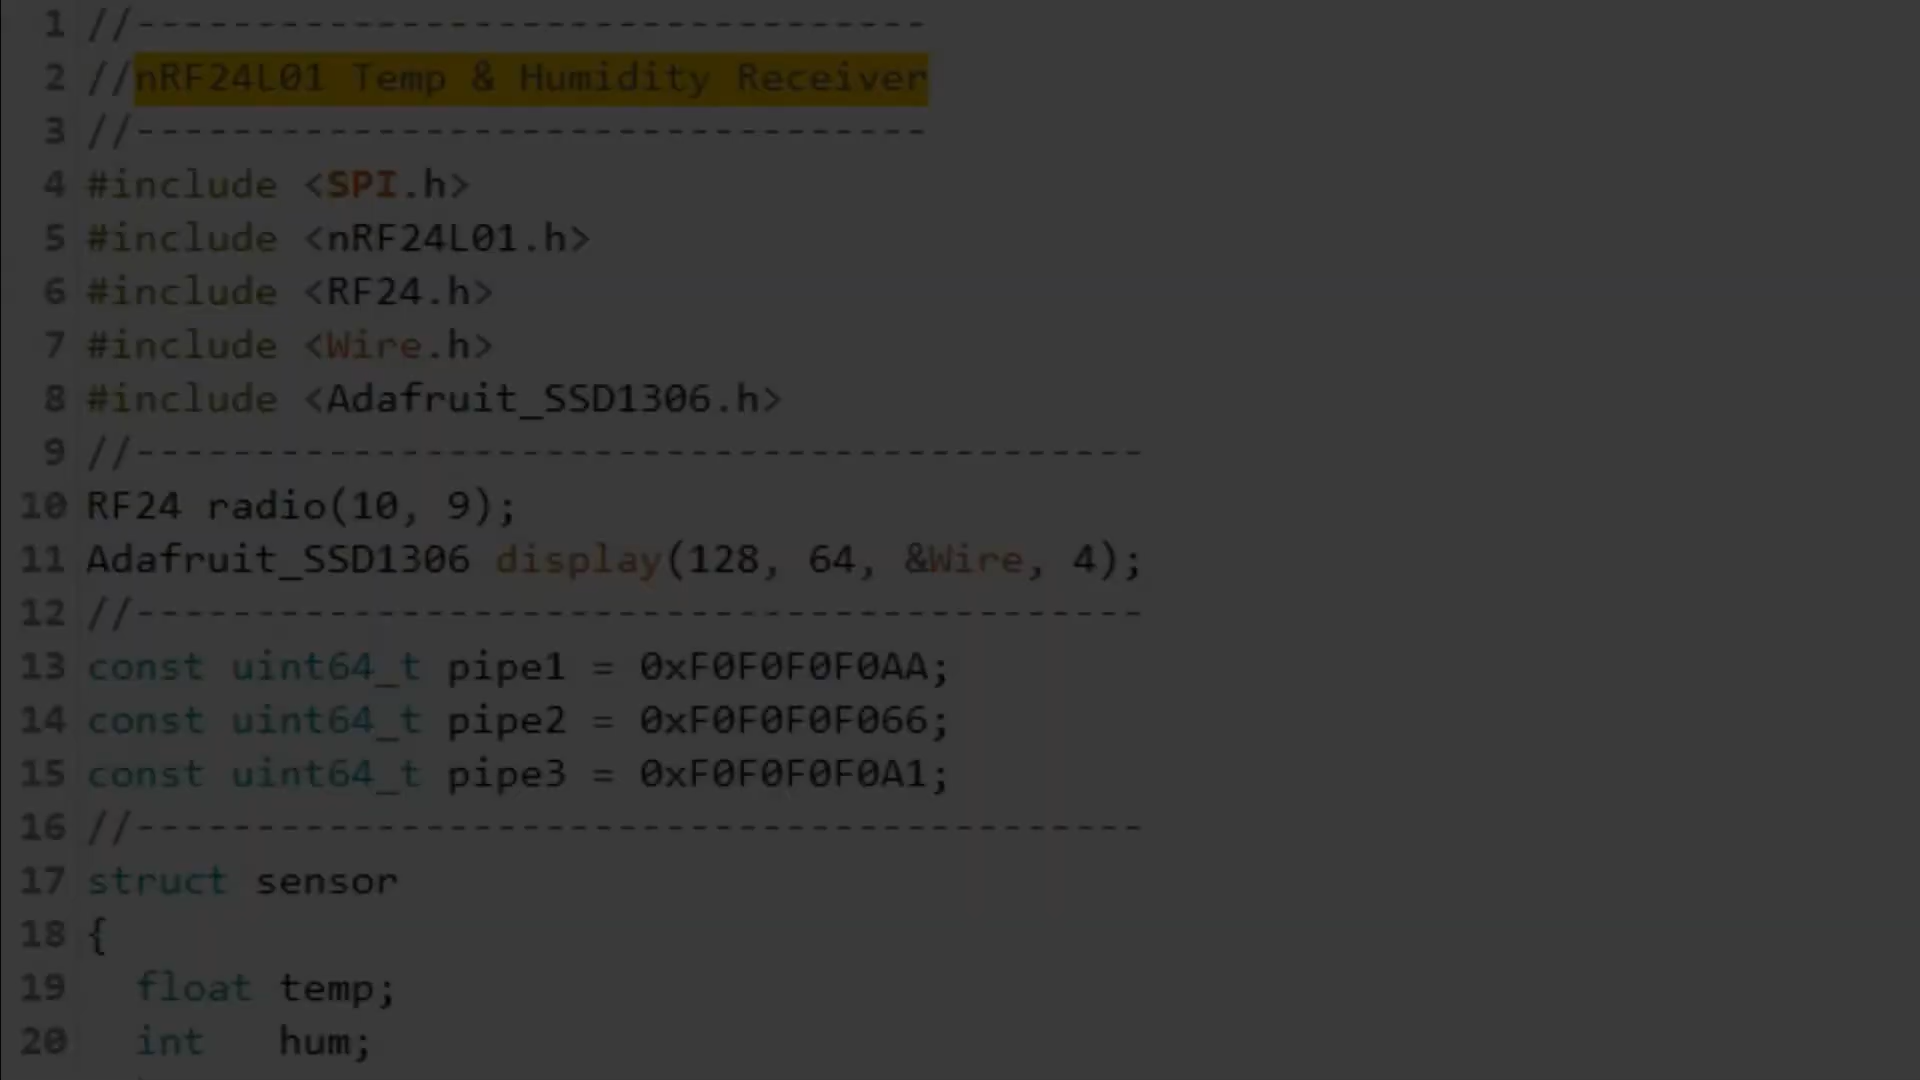 1 //---------------------------------
2 //nRF24L01 Temp & Humidity Receiver
3 //---------------------------------
4 #include <SPI.h>
5 #include <nRF24L01.h>
6 #include <RF24.h>
7 #include <Wire.h>
8 #include <Adafruit_SSD1306.h>
9 //------------------------------------------
10 RF24 radio(10, 9);
11 Adafruit_SSD1306 display(128, 64, &Wire, 4);
12 //------------------------------------------
13 const uint64_t pipe1 = 0xF0F0F0F0AA;
14 const uint64_t pipe2 = 0xF0F0F0F066;
15 const uint64_t pipe3 = 0xF0F0F0F0A1;
16 //------------------------------------------
17 struct sensor
18 {
19   float temp;
20   int   hum;